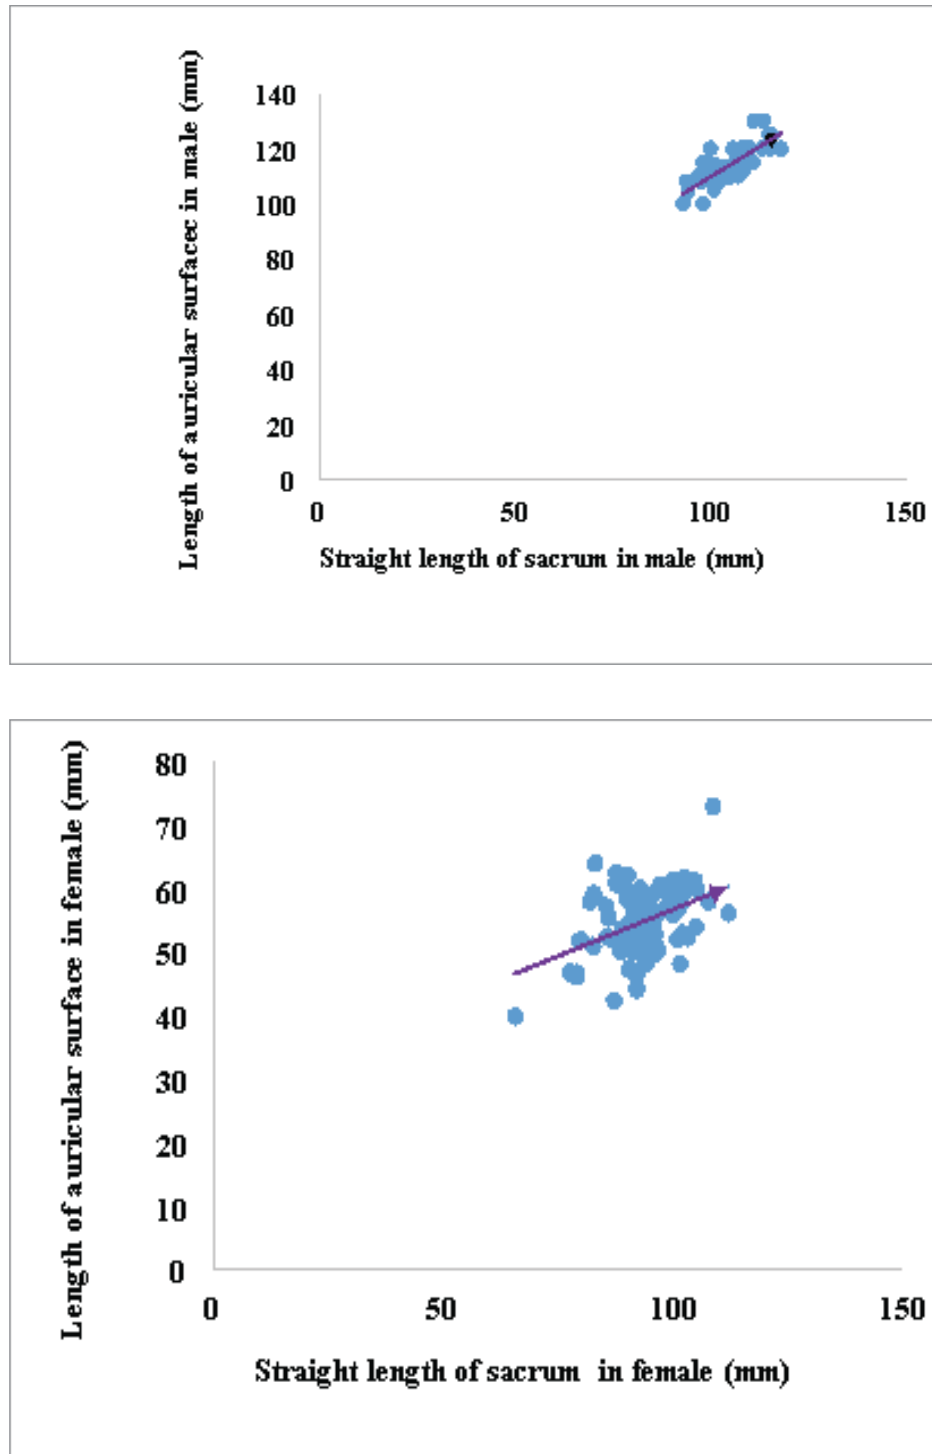 Length of auricular surfacec in male (mm)
140
120
100
80
60
40
20
0
0 50 100 150
Straight length of sacrum in male (mm)
Length of auricular surface in female (mm)
80
70
60
50
40
30
20
10
0
0 50 100 150
Straight length of sacrum in female (mm)